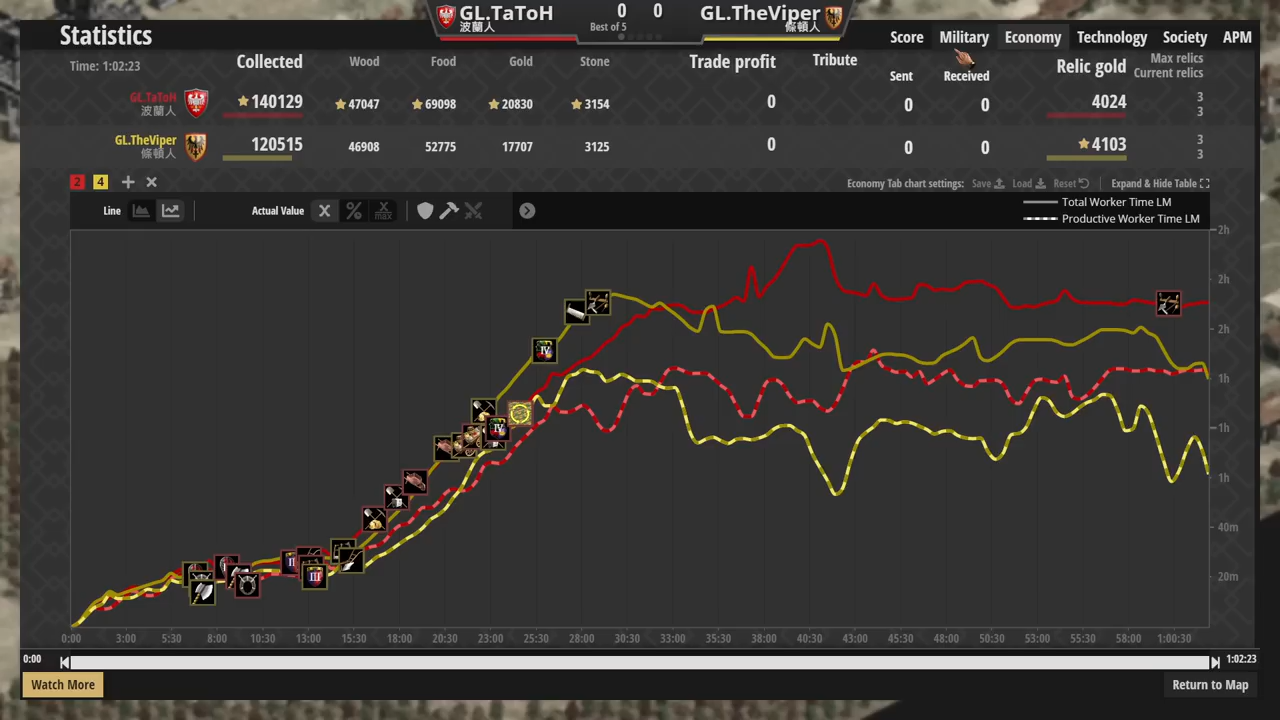 GL.TaToH 0 0 GL.TheViper
波蘭人 Best of 5 條頓人
Statistics
Score Military Economy Technology Society APM
Time: 1:02:23 Collected Wood Food Gold Stone Trade profit Tribute Sent Received Relic gold Max relics Current relics
GL.TaToH 140129 47047 69098 20830 3154 0 0 0 4024 3
波蘭人 3
GL.TheViper 120515 46908 52775 17707 3125 0 0 0 4103 3
條頓人 3
2 4 Economy Tab chart settings: Save Load Reset Expand & Hide Table
Line Actual Value X % X/max
Total Worker Time LM
Productive Worker Time LM
2h
2h
2h
1h
1h
1h
40m
20m
IV
IV
II
III
0:00 3:00 5:30 8:00 10:30 13:00 15:30 18:00 20:30 23:00 25:30 28:00 30:30 33:00 35:30 38:00 40:30 43:00 45:30 48:00 50:30 53:00 55:30 58:00 1:00:30
0:00 1:02:23
Watch More Return to Map